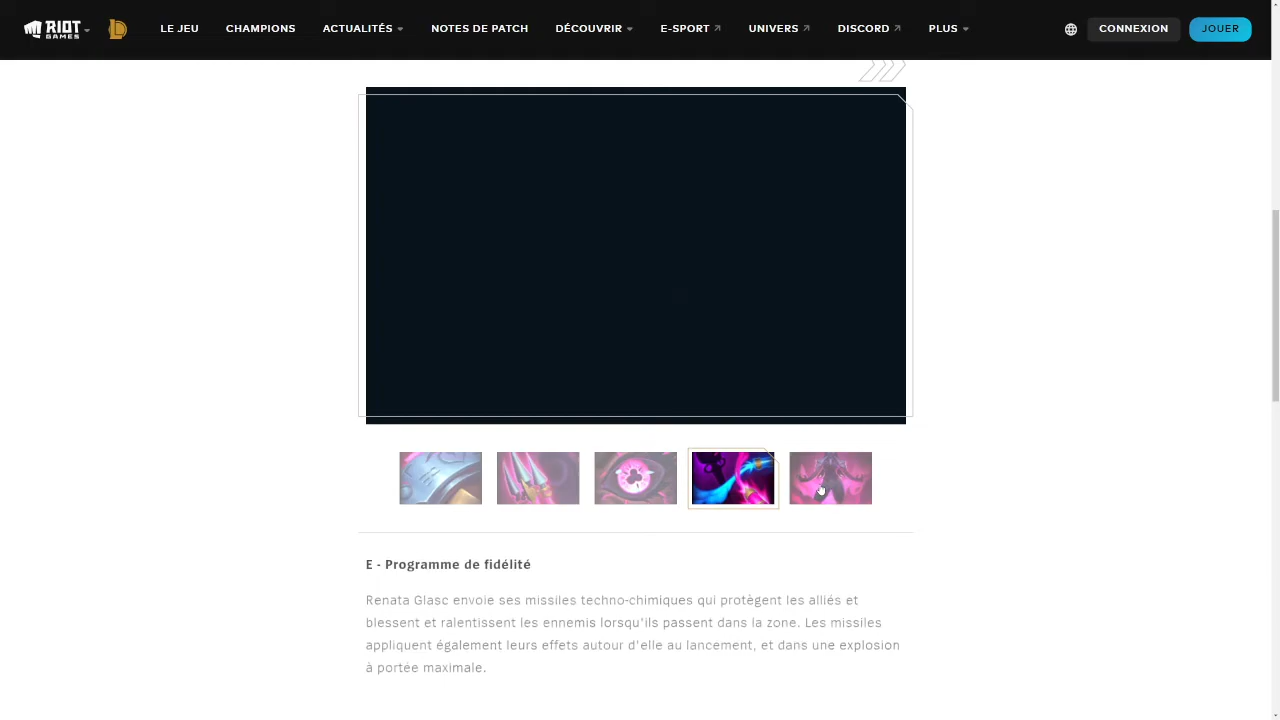 RIOT GAMES
LE JEU
CHAMPIONS
ACTUALITÉS
NOTES DE PATCH
DÉCOUVRIR
E-SPORT
UNIVERS
DISCORD
PLUS
CONNEXION
JOUER
E - Programme de fidélité
Renata Glasc envoie ses missiles techno-chimiques qui protègent les alliés et
blessent et ralentissent les ennemis lorsqu'ils passent dans la zone. Les missiles
appliquent également leurs effets autour d'elle au lancement, et dans une explosion
à portée maximale.